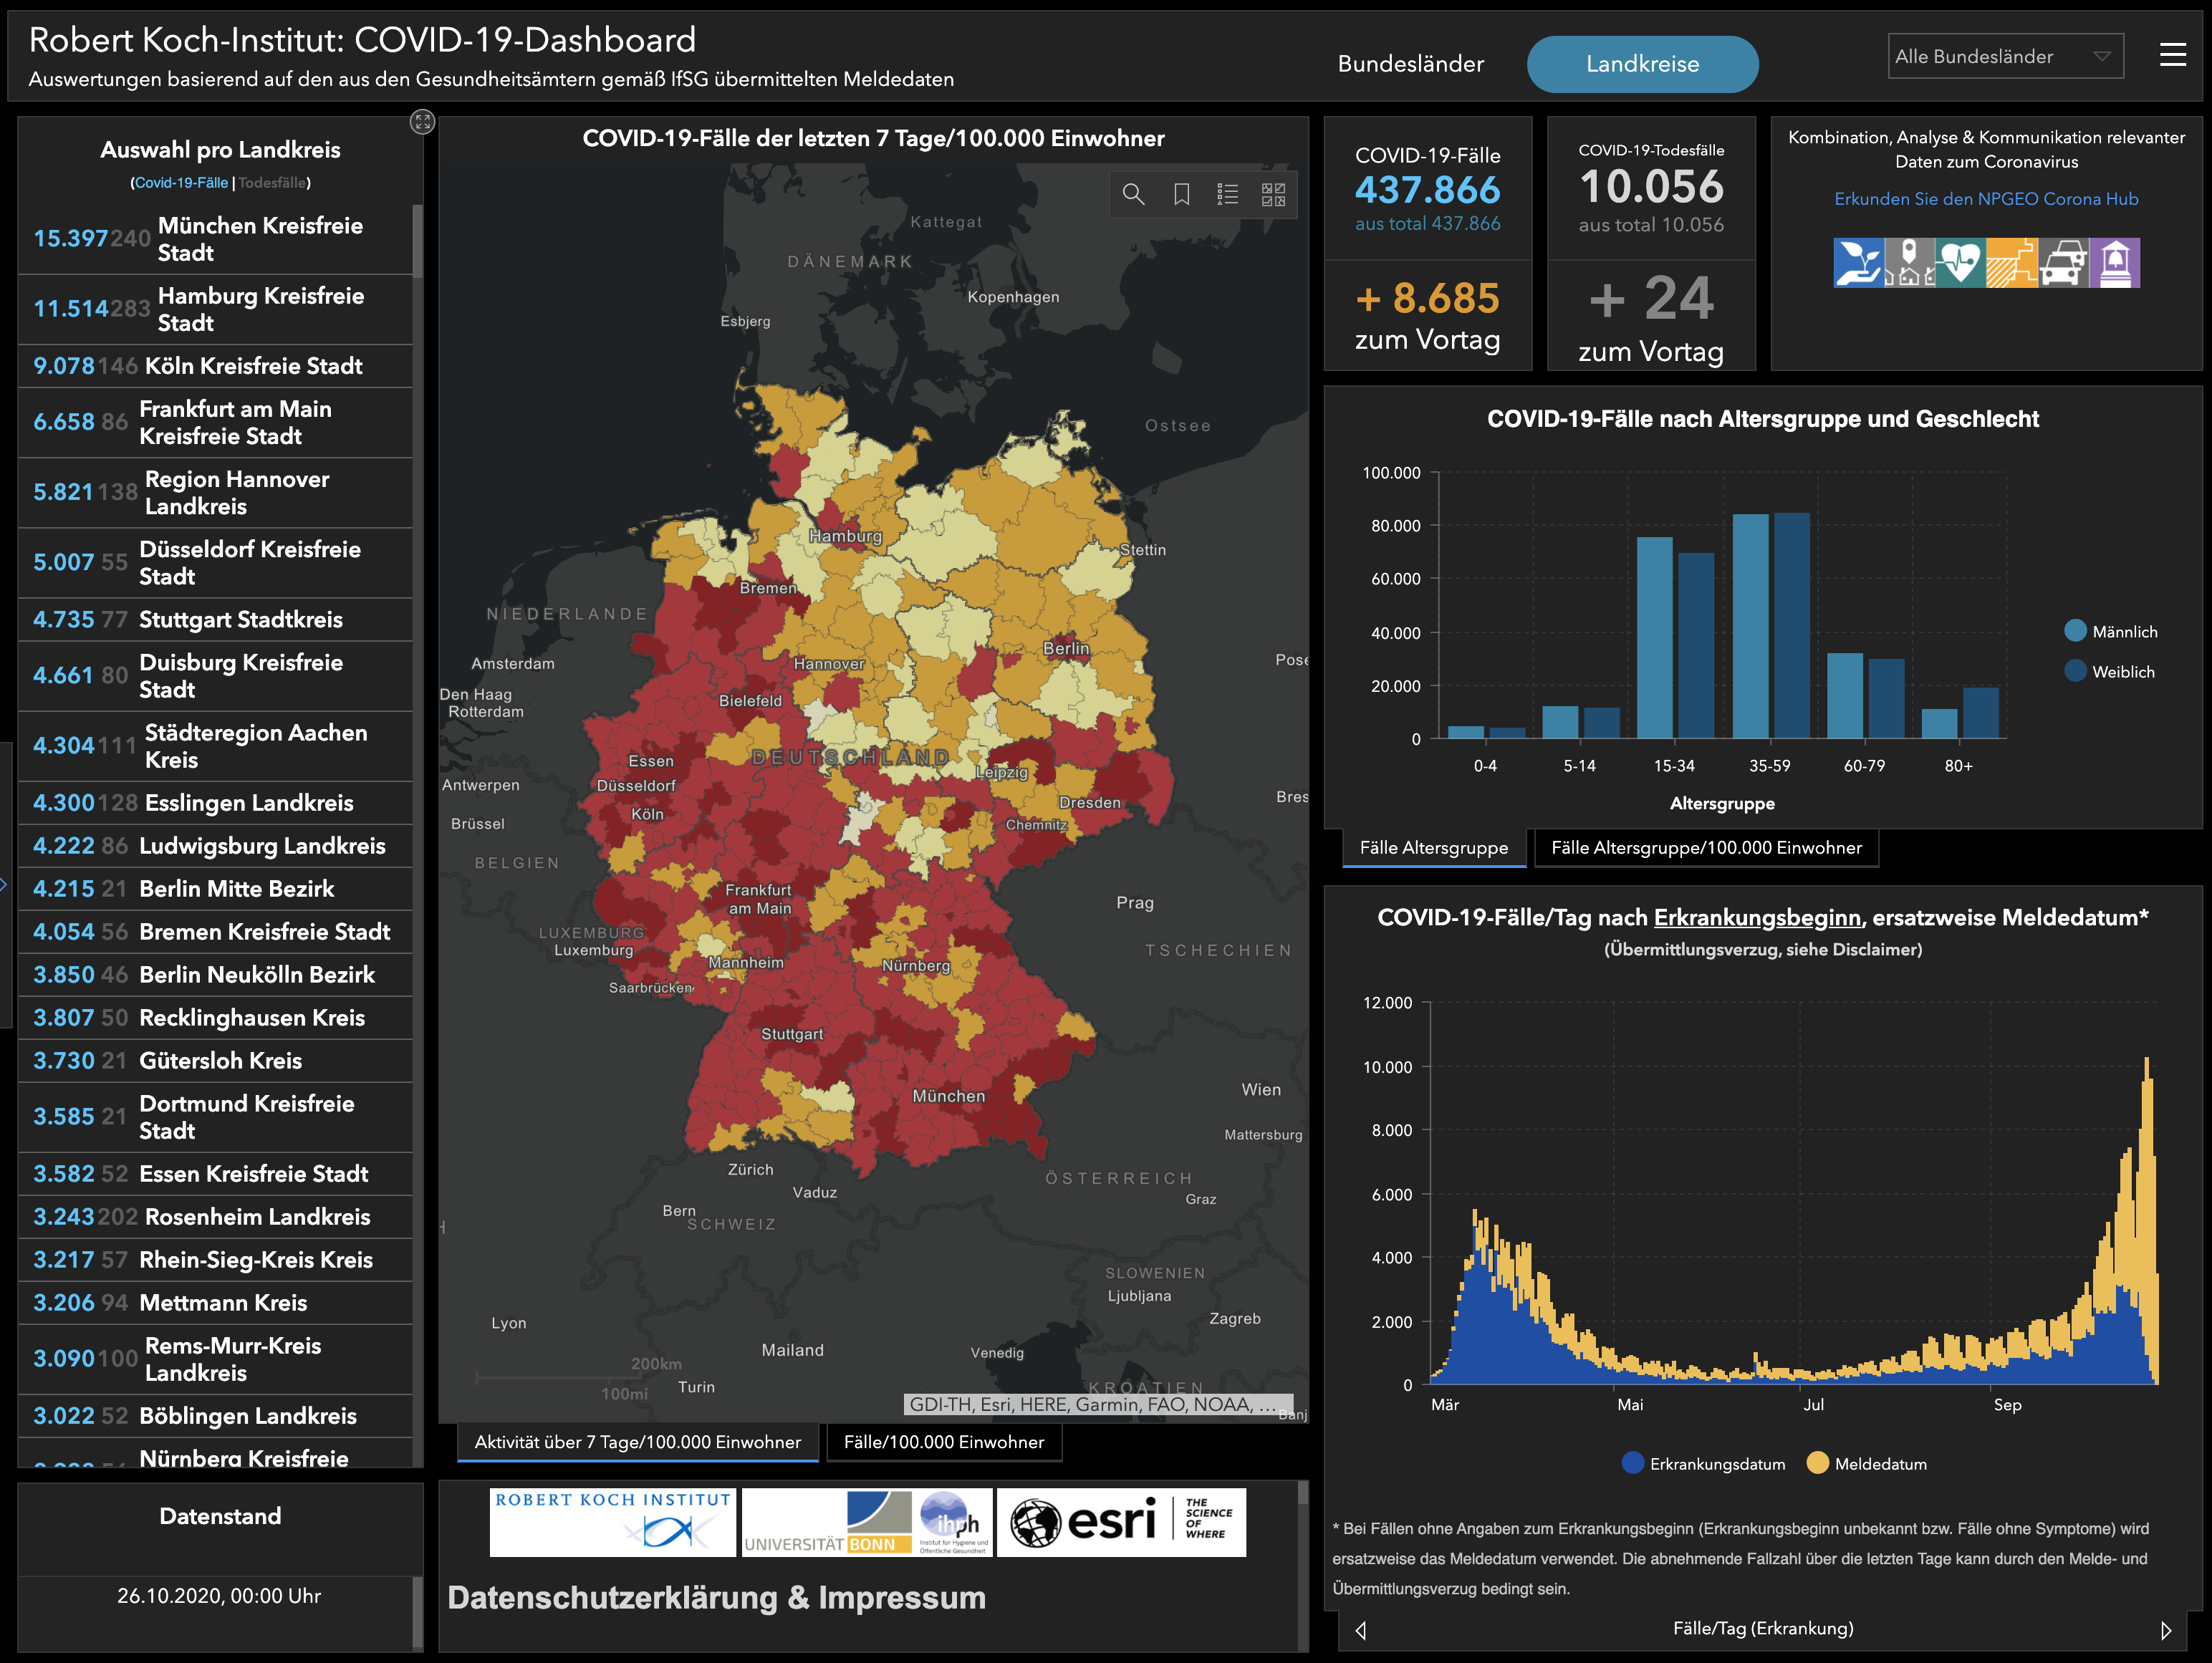 Robert Koch-Institut: COVID-19-Dashboard
Auswertungen basierend auf den aus den Gesundheitsämtern gemäß IfSG übermittelten Meldedaten
Bundesländer
Landkreise
Alle Bundesländer
Auswahl pro Landkreis
(Covid-19-Fälle | Todesfälle)
15.397 240 München Kreisfreie
Stadt
11.514 283 Hamburg Kreisfreie
Stadt
9.078 146 Köln Kreisfreie Stadt
6.658 86 Frankfurt am Main
Kreisfreie Stadt
5.821 138 Region Hannover
Landkreis
5.007 55 Düsseldorf Kreisfreie
Stadt
4.735 77 Stuttgart Stadtkreis
4.661 80 Duisburg Kreisfreie
Stadt
4.304 111 Städteregion Aachen
Kreis
4.300 128 Esslingen Landkreis
4.222 86 Ludwigsburg Landkreis
4.215 21 Berlin Mitte Bezirk
4.054 56 Bremen Kreisfreie Stadt
3.850 46 Berlin Neukölln Bezirk
3.807 50 Recklinghausen Kreis
3.730 21 Gütersloh Kreis
3.585 21 Dortmund Kreisfreie
Stadt
3.582 52 Essen Kreisfreie Stadt
3.243 202 Rosenheim Landkreis
3.217 57 Rhein-Sieg-Kreis Kreis
3.206 94 Mettmann Kreis
3.090 100 Rems-Murr-Kreis
Landkreis
3.022 52 Böblingen Landkreis
Nürnberg Kreisfreie
Datenstand
26.10.2020, 00:00 Uhr
COVID-19-Fälle der letzten 7 Tage/100.000 Einwohner
Kattegat
DÄNEMARK
Kopenhagen
Esbjerg
Ostsee
Hamburg
Stettin
Bremen
NIEDERLANDE
Berlin
Amsterdam
Hannover
Pose
Den Haag
Rotterdam
Bielefeld
DEUTSCHLAND
Essen
Leipzig
Antwerpen
Düsseldorf
Bres
Dresden
Köln
Brüssel
Chemnitz
BELGIEN
Frankfurt
am Main
Prag
LUXEMBURG
Luxemburg
TSCHECHIEN
Mannheim
Nürnberg
Saarbrücken
Stuttgart
Wien
München
Mattersburg
Zürich
ÖSTERREICH
Vaduz
Graz
Bern
SCHWEIZ
SLOWENIEN
Ljubljana
Lyon
Zagreb
Mailand
Venedig
200km
100mi
Turin
KROATIEN
GDI-TH, Esri, HERE, Garmin, FAO, NOAA, …
Banj
Aktivität über 7 Tage/100.000 Einwohner
Fälle/100.000 Einwohner
ROBERT KOCH INSTITUT
UNIVERSITÄT BONN
ihph
Institut für Hygiene und
Öffentliche Gesundheit
esri
THE
SCIENCE
OF
WHERE
Datenschutzerklärung & Impressum
COVID-19-Fälle
437.866
aus total 437.866
+ 8.685
zum Vortag
COVID-19-Todesfälle
10.056
aus total 10.056
+ 24
zum Vortag
Kombination, Analyse & Kommunikation relevanter
Daten zum Coronavirus
Erkunden Sie den NPGEO Corona Hub
COVID-19-Fälle nach Altersgruppe und Geschlecht
100.000
80.000
60.000
40.000
20.000
0
0-4
5-14
15-34
35-59
60-79
80+
Altersgruppe
Männlich
Weiblich
Fälle Altersgruppe
Fälle Altersgruppe/100.000 Einwohner
COVID-19-Fälle/Tag nach Erkrankungsbeginn, ersatzweise Meldedatum*
(Übermittlungsverzug, siehe Disclaimer)
12.000
10.000
8.000
6.000
4.000
2.000
0
Mär
Mai
Jul
Sep
Erkrankungsdatum
Meldedatum
* Bei Fällen ohne Angaben zum Erkrankungsbeginn (Erkrankungsbeginn unbekannt bzw. Fälle ohne Symptome) wird
ersatzweise das Meldedatum verwendet. Die abnehmende Fallzahl über die letzten Tage kann durch den Melde- und
Übermittlungsverzug bedingt sein.
Fälle/Tag (Erkrankung)